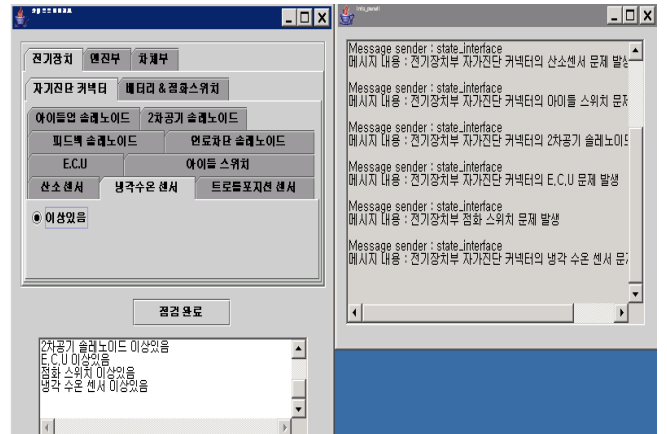 전기장치 엔진부 차체부
자기진단 커넥터 배터리 & 점화스위치
아이들업 솔레노이드 2차공기 솔레노이드
피드백 솔레노이드 연료차단 솔레노이드
E.C.U 아이들 스위치
산소 센서 냉각수온 센서 트로틀포지션 센서
이상있음
점검 완료
2차공기 솔레노이드 이상있음
E.C.U 이상있음
점화 스위치 이상있음
냉각 수온 센서 이상있음
info_panel
Message sender : state_interface
메시지 내용 : 전기장치부 자가진단 커넥터의 산소센서 문제 발생
Message sender : state_interface
메시지 내용 : 전기장치부 자가진단 커넥터의 아이들 스위치 문제
Message sender : state_interface
메시지 내용 : 전기장치부 자가진단 커넥터의 2차공기 솔레노이드
Message sender : state_interface
메시지 내용 : 전기장치부 자가진단 커넥터의 E.C.U 문제 발생
Message sender : state_interface
메시지 내용 : 전기장치부 점화 스위치 문제 발생
Message sender : state_interface
메시지 내용 : 전기장치부 자가진단 커넥터의 냉각 수온 센서 문제